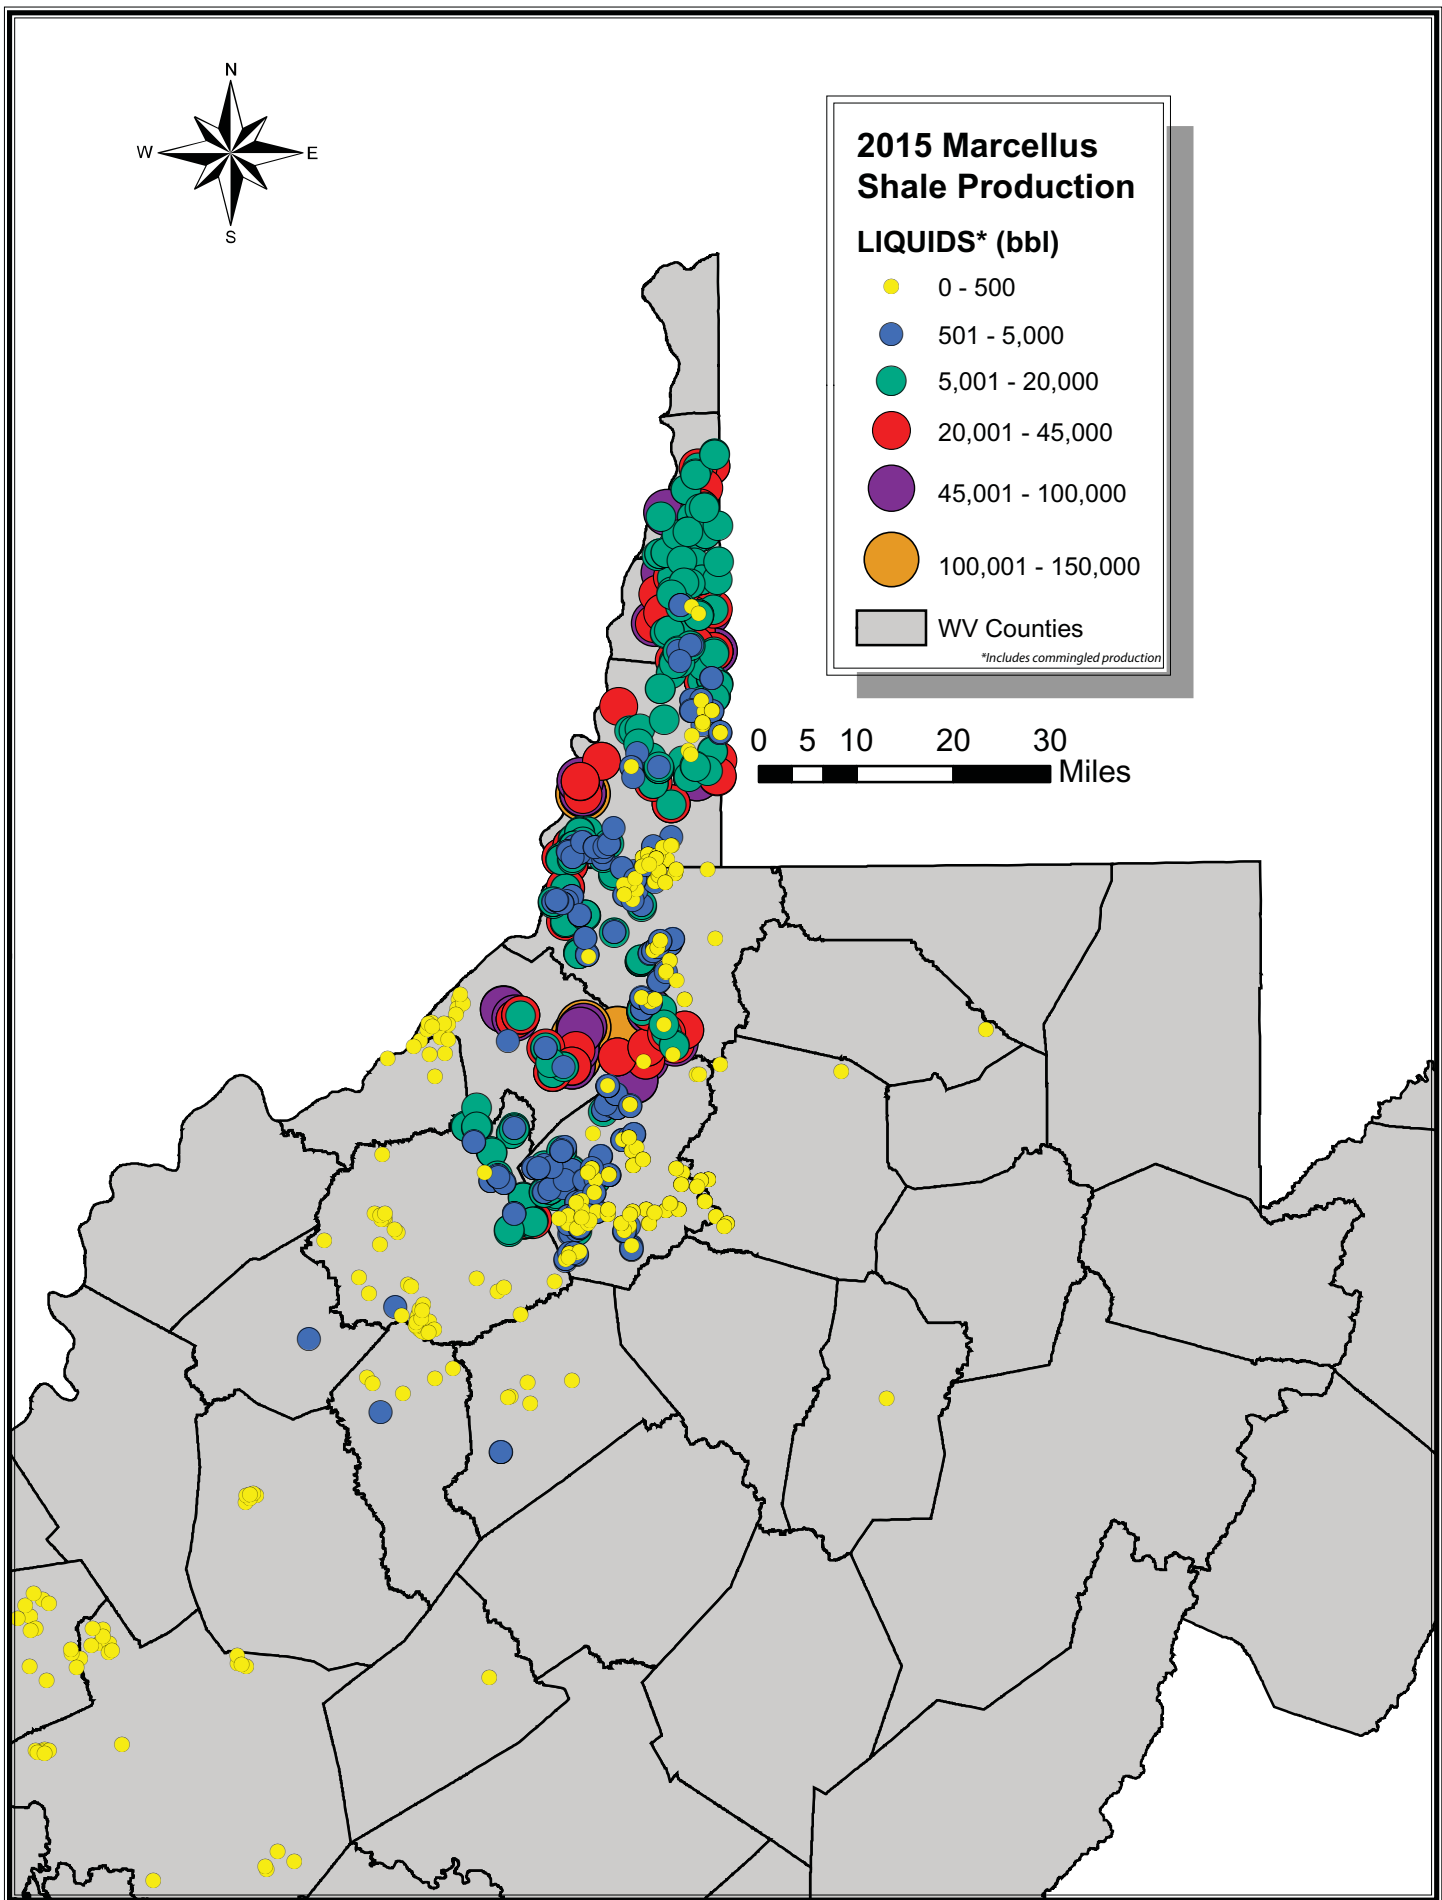 N
W
E
S
2015 Marcellus
Shale Production
LIQUIDS* (bbl)
0 - 500
501 - 5,000
5,001 - 20,000
20,001 - 45,000
45,001 - 100,000
100,001 - 150,000
WV Counties
*Includes commingled production
0 5 10 20 30
Miles